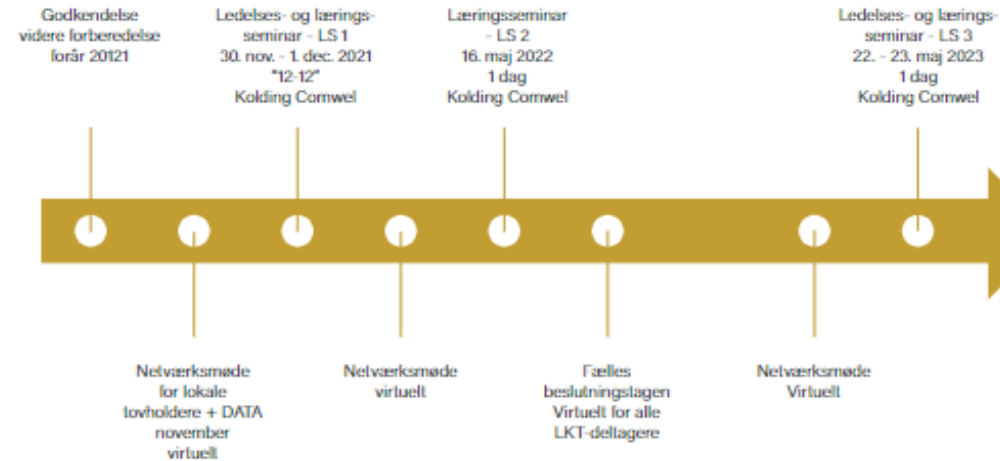 Godkendelse
videre forberedelse
forår 20121
Ledelses- og lærings-
seminar - LS 1
30. nov. - 1. dec. 2021
"12-12"
Kolding Comwel
Læringsseminar
- LS 2
16. maj 2022
1 dag
Kolding Comwel
Ledelses- og lærings-
seminar - LS 3
22. - 23. maj 2023
1 dag
Kolding Comwel
Netværksmøde
for lokale
tovholdere + DATA
november
virtuelt
Netværksmøde
virtuelt
Fælles
beslutningstagen
Virtuelt for alle
LKT-deltagere
Netværksmøde
Virtuelt